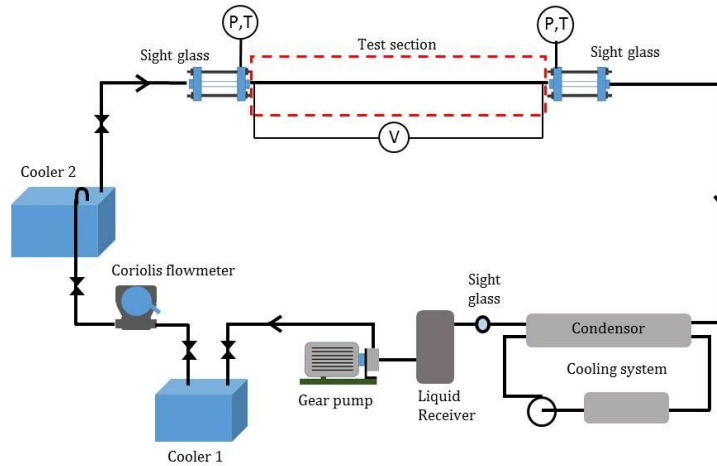 P,T
P,T
Sight glass
Test section
Sight glass
V
Cooler 2
Coriolis flowmeter
Sight
glass
Condensor
Cooling system
Gear pump
Liquid
Receiver
Cooler 1